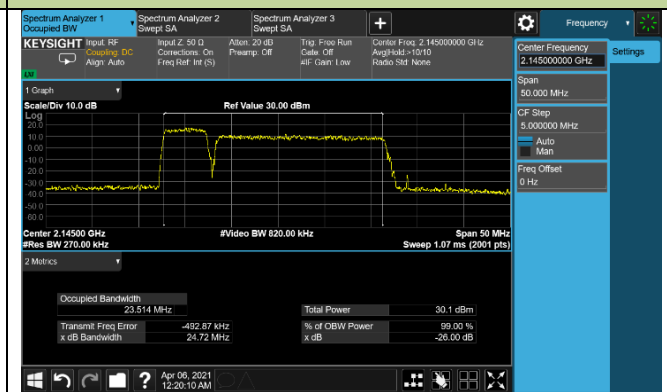 Spectrum Analyzer 1
Occupied BW
Spectrum Analyzer 2
Swept SA
Spectrum Analyzer 3
Swept SA
+
Frequency
KEYSIGHT
Input: RF
Coupling: DC
Align: Auto
Input Z: 50 Ω
Corrections: On
Freq Ref: Int (S)
Atten: 20 dB
Preamp: Off
Trig: Free Run
Gate: Off
#IF Gain: Low
Center Freq: 2.145000000 GHz
Avg|Hold:>10/10
Radio Std: None
1 Graph
Scale/Div 10.0 dB
Ref Value 30.00 dBm
Log
20.0
10.0
0.00
-10.0
-20.0
-30.0
-40.0
-50.0
-60.0
Center 2.14500 GHz
#Video BW 820.00 kHz
Span 50 MHz
#Res BW 270.00 kHz
Sweep 1.07 ms (2001 pts)
2 Metrics
Occupied Bandwidth
23.514 MHz
Total Power
30.1 dBm
Transmit Freq Error
-492.87 kHz
% of OBW Power
99.00 %
x dB Bandwidth
24.72 MHz
x dB
-26.00 dB
Center Frequency
2.145000000 GHz
Settings
Span
50.000 MHz
CF Step
5.000000 MHz
Auto
Man
Freq Offset
0 Hz
?
Apr 06, 2021
12:20:10 AM